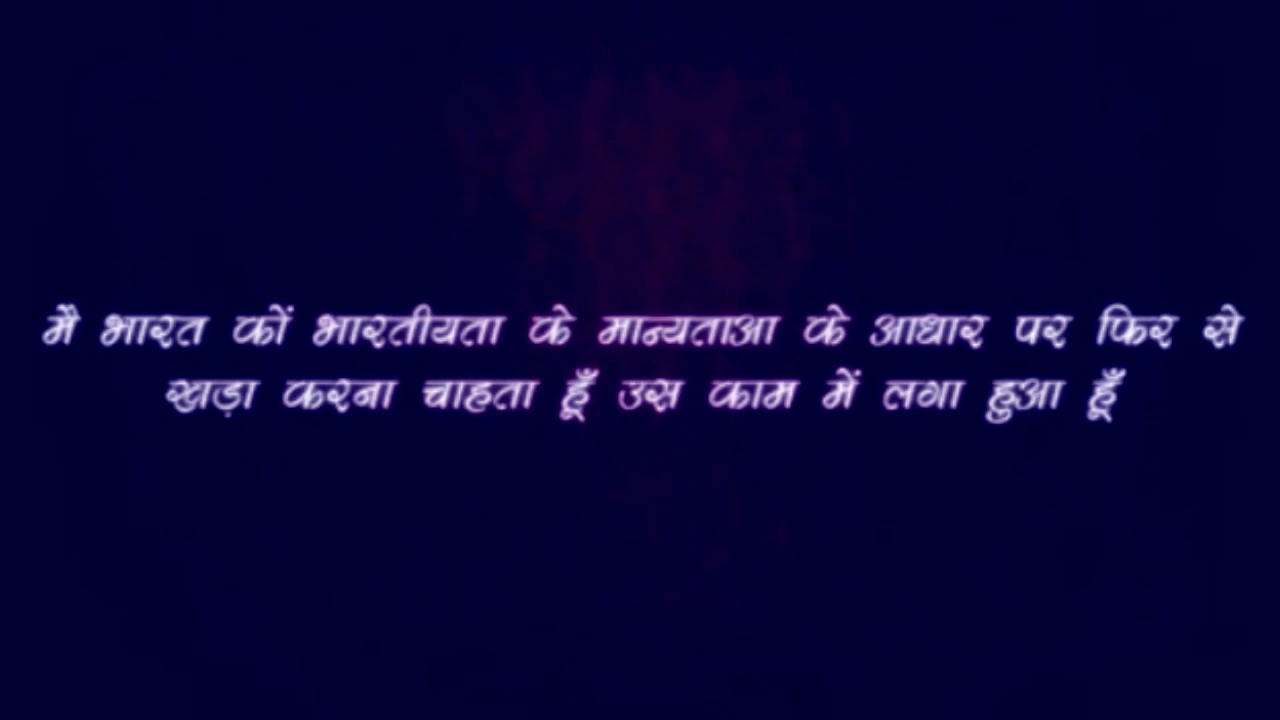 मै भारत कों भारतीयता के मान्यताआ के आधार पर फिर से
खड़ा करना चाहता हूँ उस काम में लगा हुआ हूँ